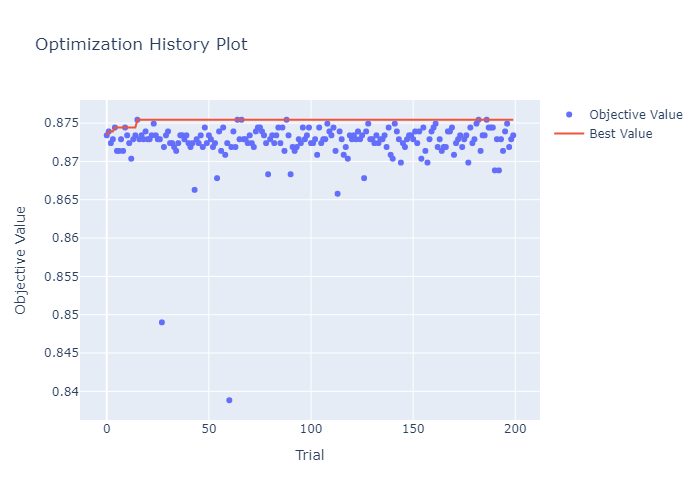 Optimization History Plot
Objective Value
Best Value
0.875
0.87
0.865
0.86
0.855
0.85
0.845
0.84
Objective Value
0
50
100
150
200
Trial